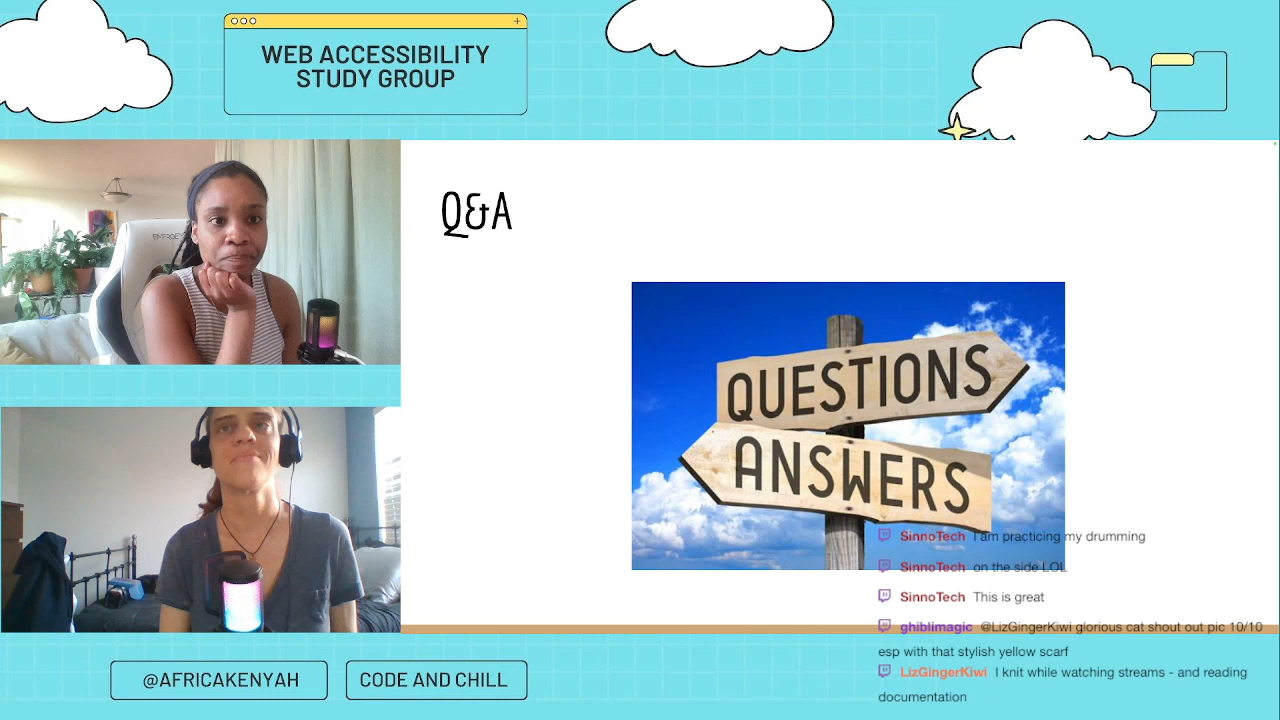 WEB ACCESSIBILITY
STUDY GROUP
Q&A
QUESTIONS
ANSWERS
SinnoTech I am practicing my drumming
SinnoTech on the side LOL
SinnoTech This is great
ghiblimagic @LizGingerKiwi glorious cat shout out pic 10/10
esp with that stylish yellow scarf
LizGingerKiwi I knit while watching streams - and reading
documentation
@AFRICAKENYAH
CODE AND CHILL